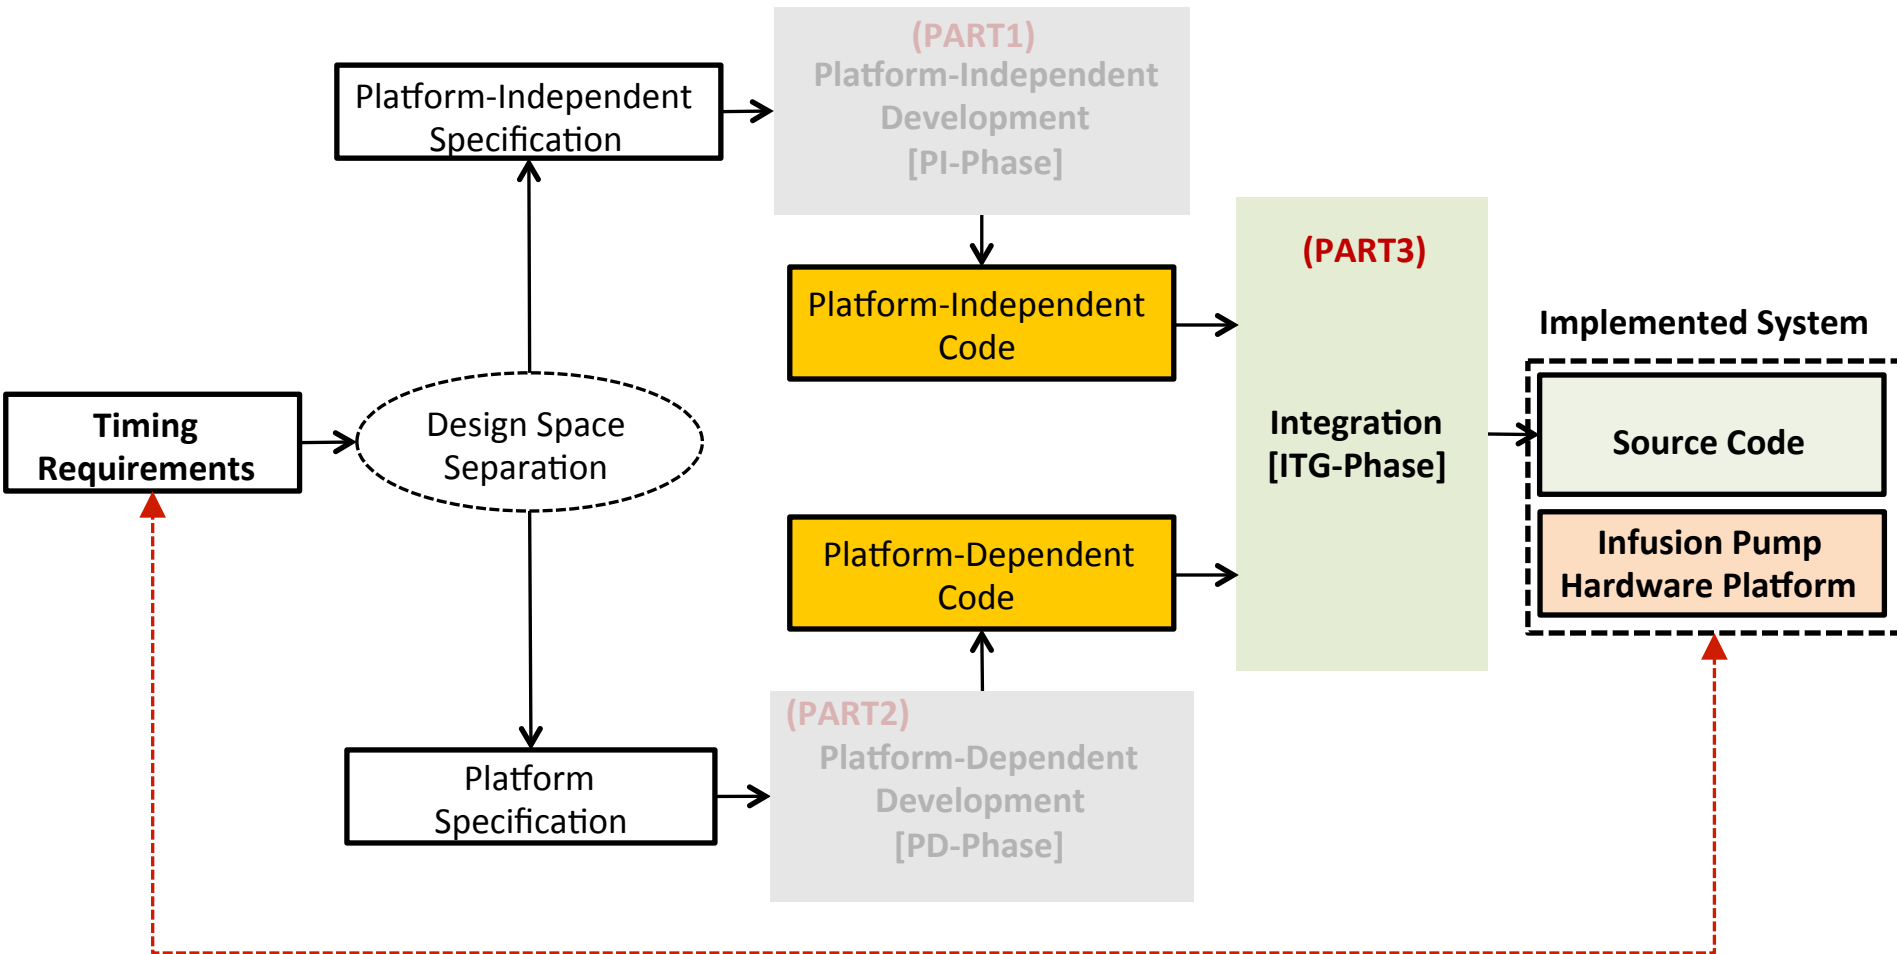 (PART1)
Platform-Independent
Development
[PI-Phase]
Platform-Independent
Specification
(PART3)
Platform-Independent
Code
Implemented System
Timing
Requirements
Design Space
Separation
Integration
[ITG-Phase]
Source Code
Platform-Dependent
Code
Infusion Pump
Hardware Platform
(PART2)
Platform-Dependent
Development
[PD-Phase]
Platform
Specification